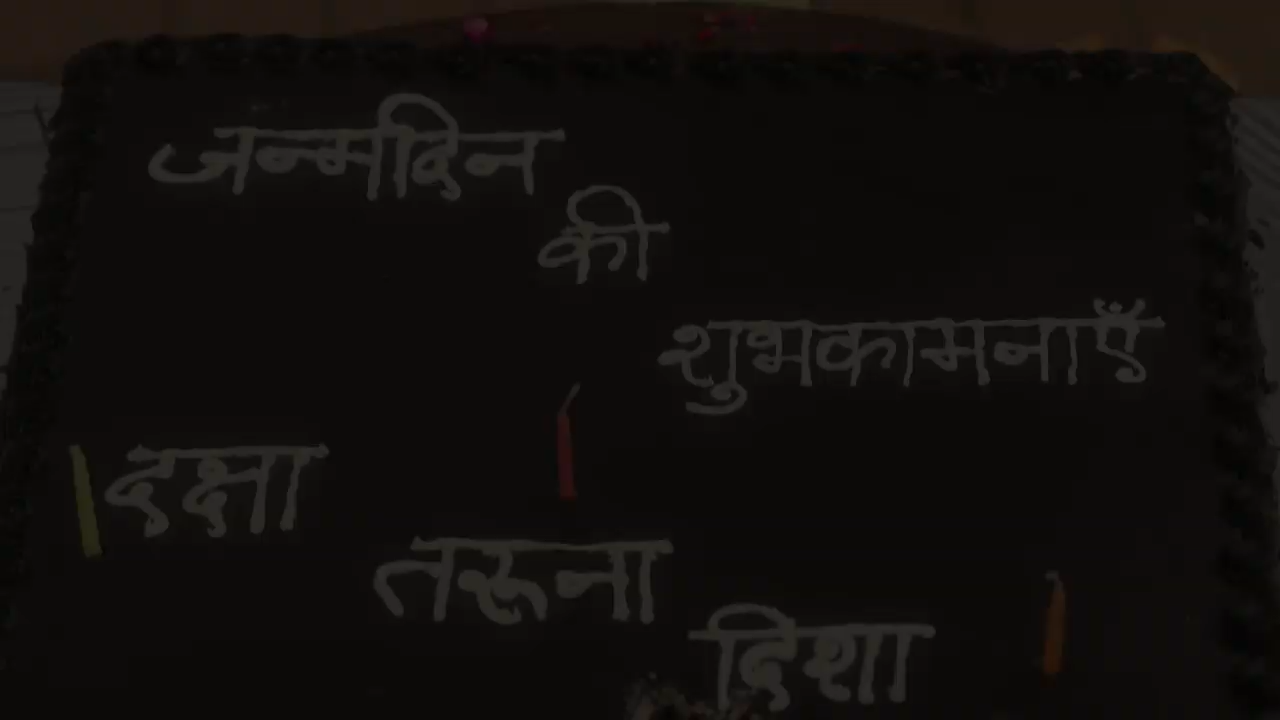 जन्मदिन
की
शुभकामनाएँ
दक्षा
तरूना
दिशा